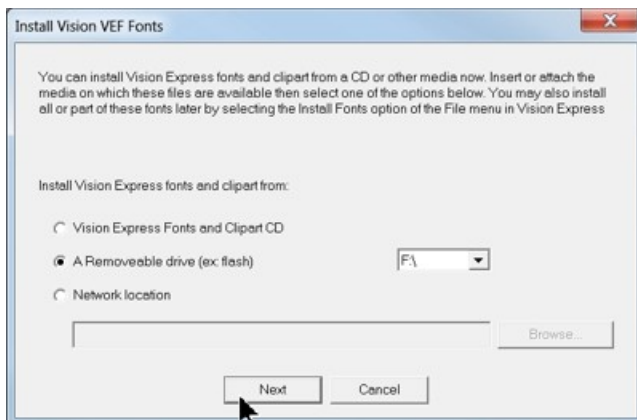 Install Vision VEF Fonts
You can install Vision Express fonts and clipart from a CD or other media now. Insert or attach the
media on which these files are available then select one of the options below. You may also install
all or part of these fonts later by selecting the Install Fonts option of the File menu in Vision Express
Install Vision Express fonts and clipart from:
Vision Express Fonts and Clipart CD
A Removeable drive (ex: flash) F:\
Network location
Browse...
Next Cancel